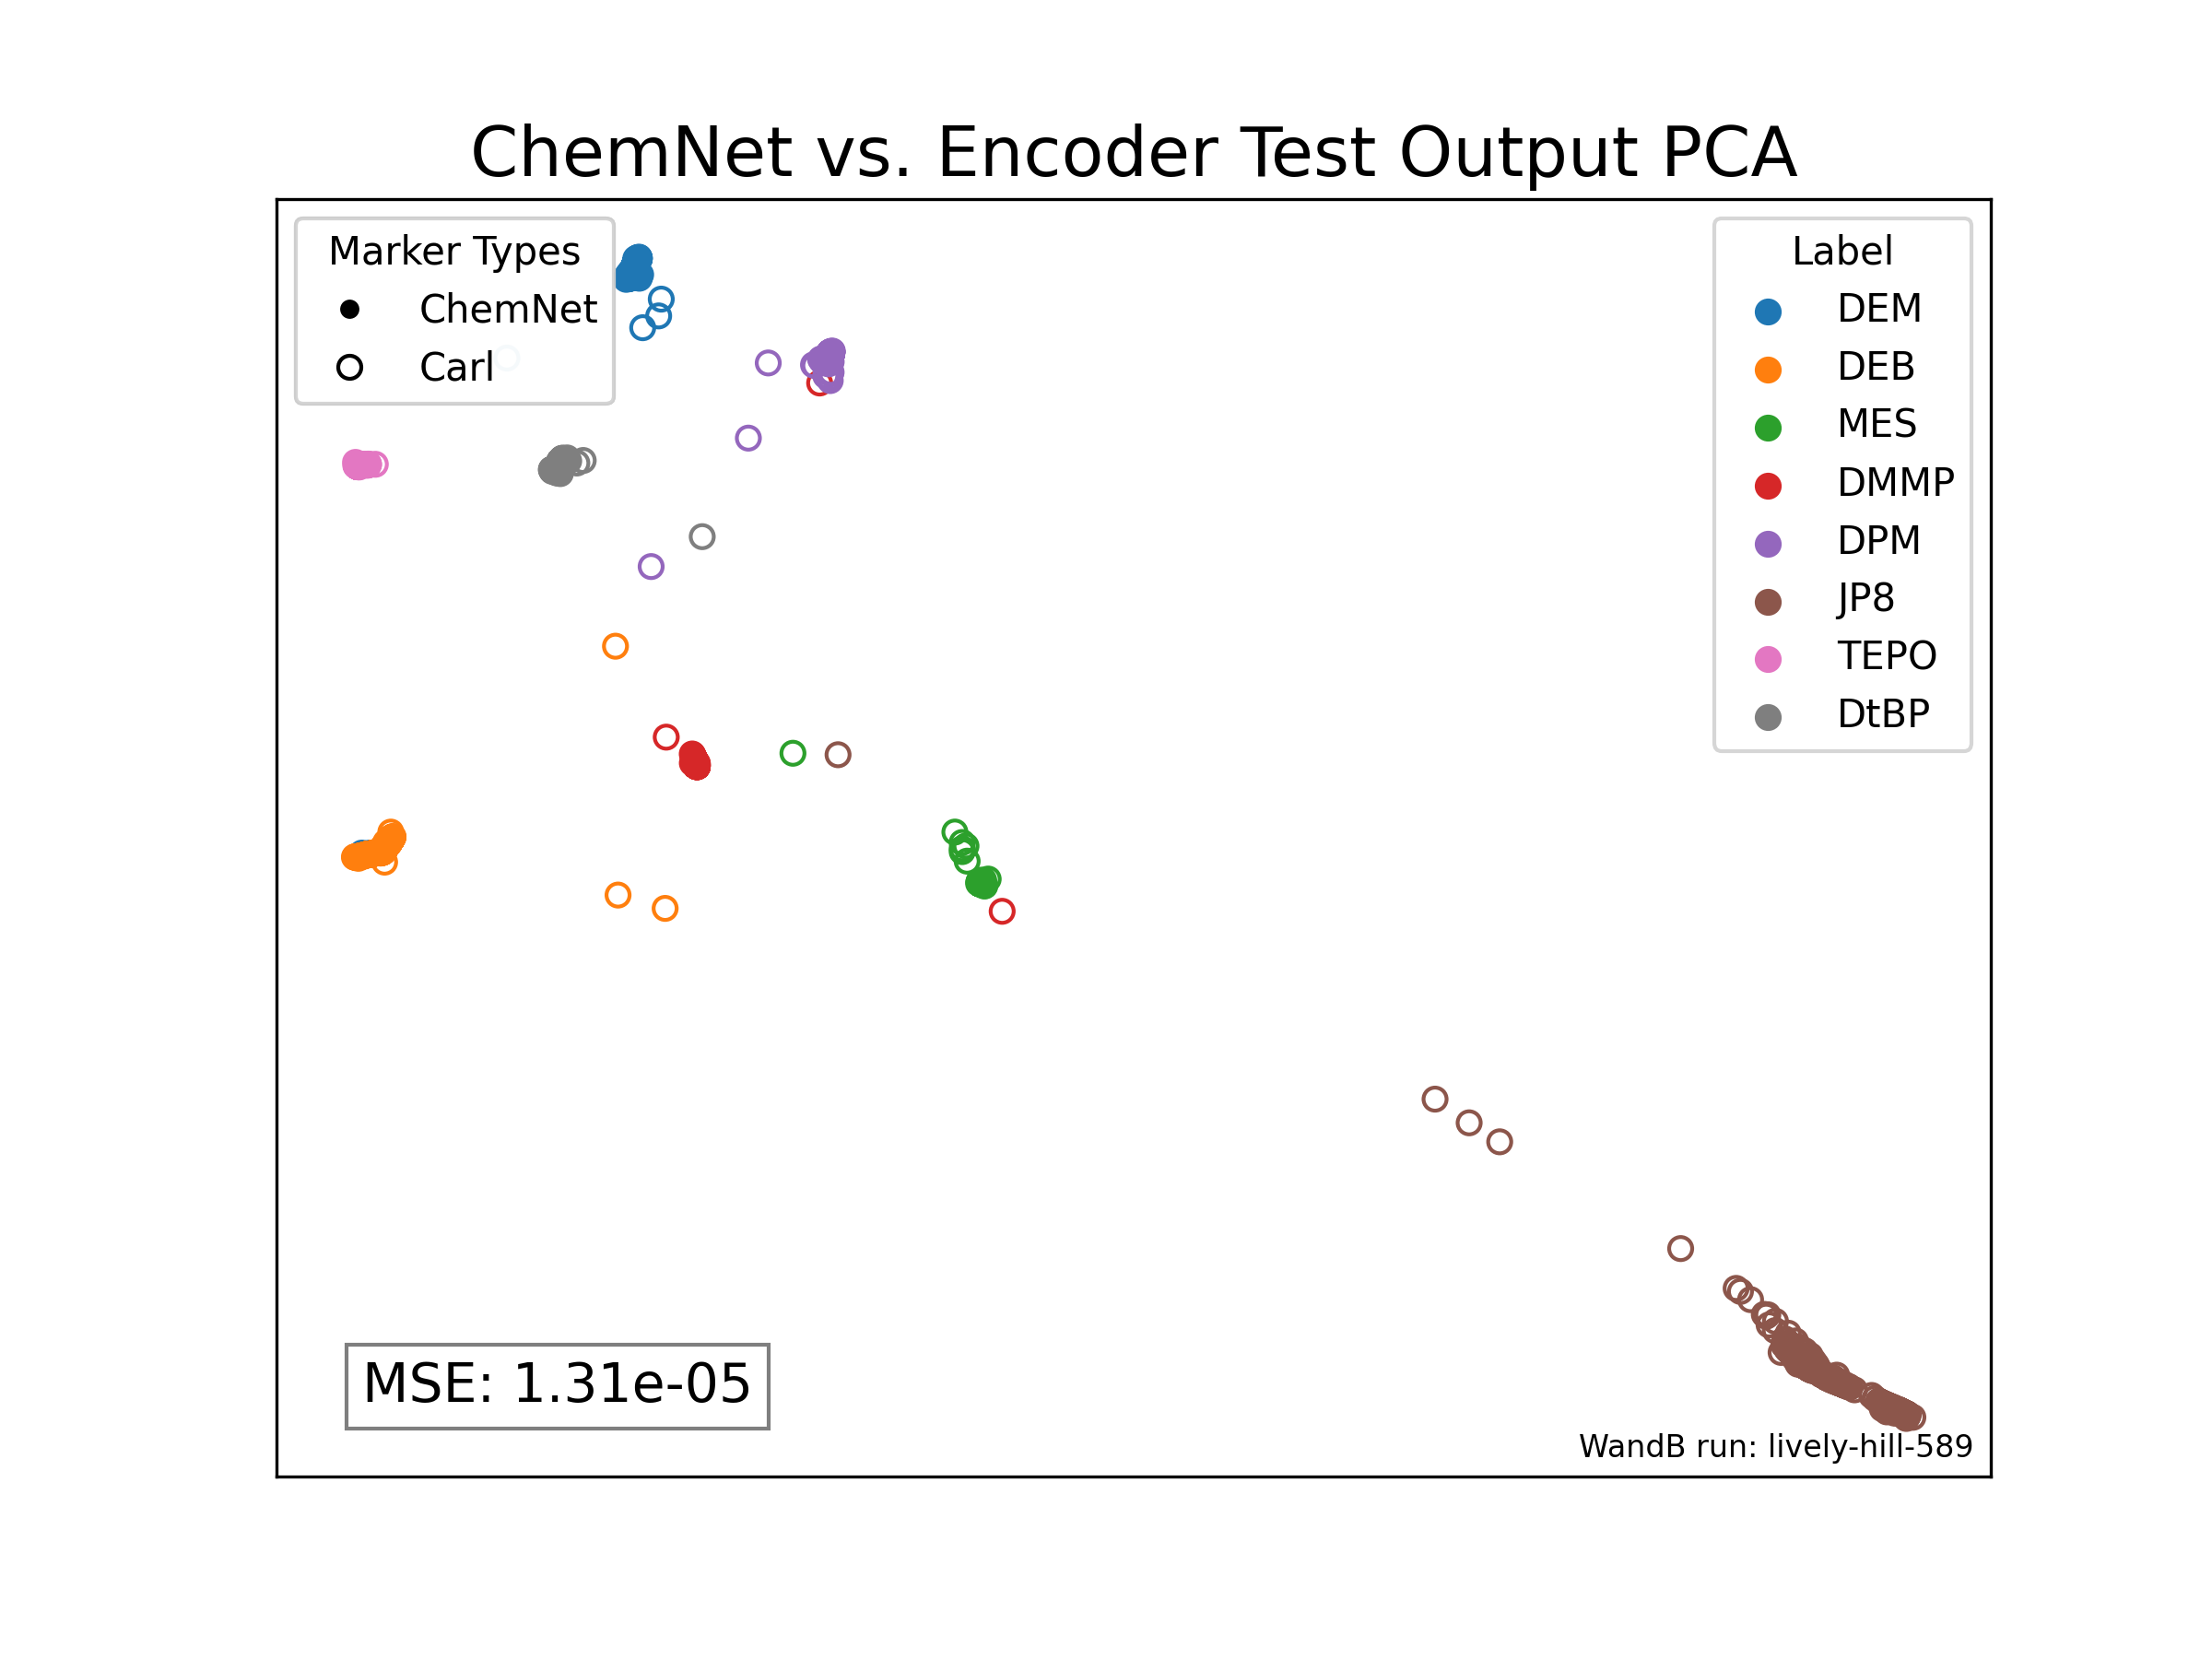 ChemNet vs. Encoder Test Output PCA
Marker Types
ChemNet
Carl
Label
DEM
DEB
MES
DMMP
DPM
JP8
TEPO
DtBP
MSE: 1.31e-05
WandB run: lively-hill-589